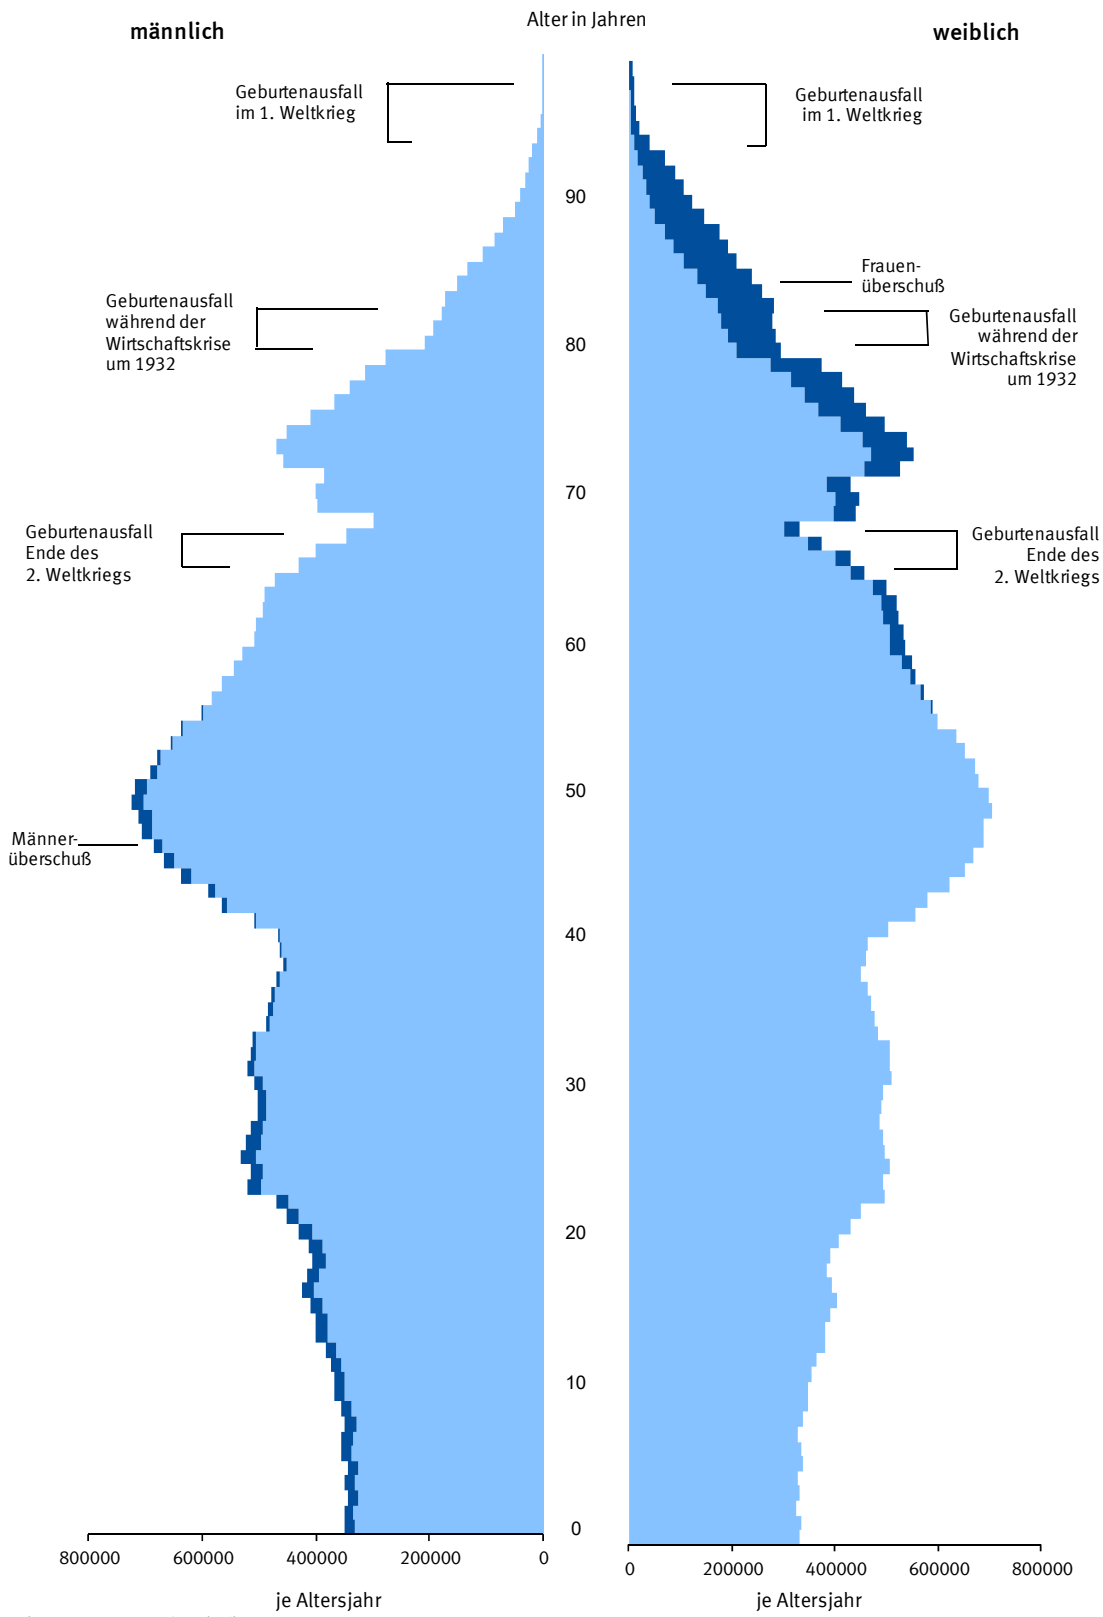 Alter in Jahren
männlich
weiblich
Geburtenausfall
im 1. Weltkrieg
Geburtenausfall
im 1. Weltkrieg
90
Frauen-
überschuß
Geburtenausfall
während der
Wirtschaftskrise
um 1932
Geburtenausfall
während der
Wirtschaftskrise
um 1932
80
70
Geburtenausfall
Ende des
2. Weltkriegs
Geburtenausfall
Ende des
2. Weltkriegs
60
50
Männer-
überschuß
40
30
20
10
0
800000 600000 400000 200000 0
0 200000 400000 600000 800000
je Altersjahr
je Altersjahr